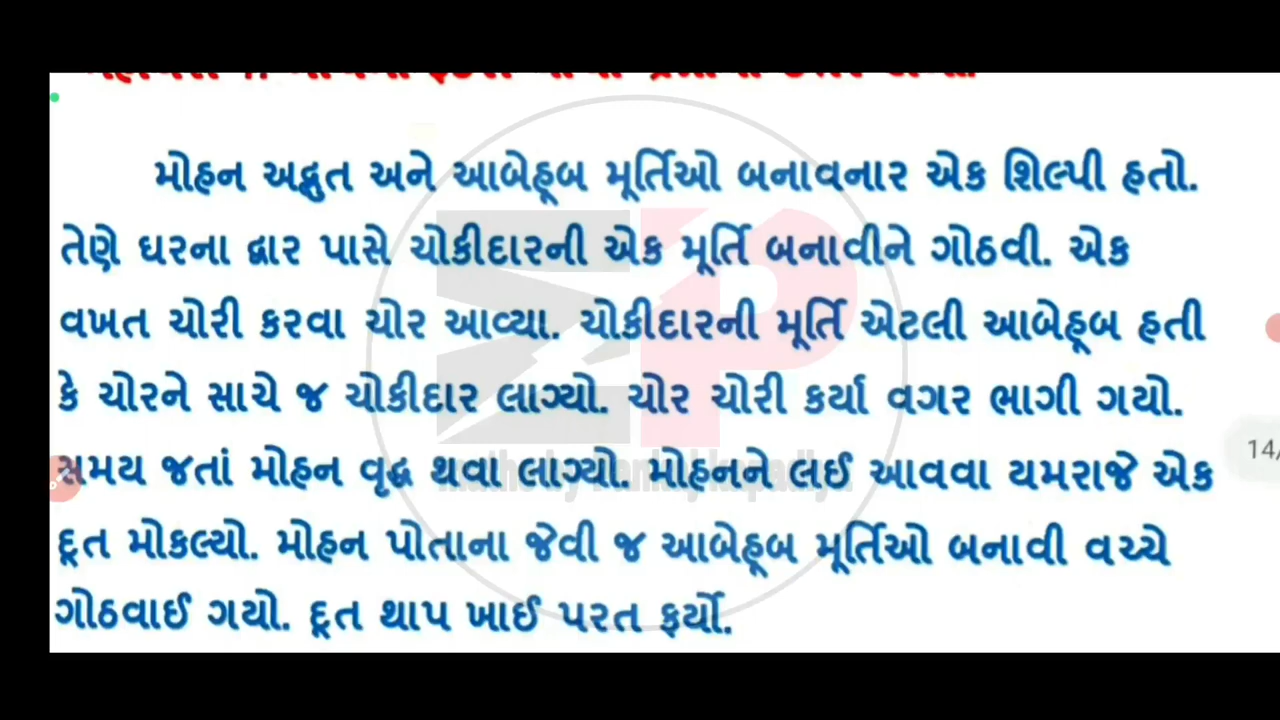 મોહન અદ્ભુત અને આબેહૂબ મૂર્તિઓ બનાવનાર એક શિલ્પી હતો.
તેણે ઘરના દ્વાર પાસે ચોકીદારની એક મૂર્તિ બનાવીને ગોઠવી. એક
વખત ચોરી કરવા ચોર આવ્યા. ચોકીદારની મૂર્તિ એટલી આબેહૂબ હતી
કે ચોરને સાચે જ ચોકીદાર લાગ્યો. ચોર ચોરી કર્યા વગર ભાગી ગયો.
સમય જતાં મોહન વૃદ્ધ થવા લાગ્યો. મોહનને લઈ આવવા યમરાજે એક
દૂત મોકલ્યો. મોહન પોતાના જેવી જ આબેહૂબ મૂર્તિઓ બનાવી વચ્ચે
ગોઠવાઈ ગયો. દૂત થાપ ખાઈ પરત ફર્યો.
14/